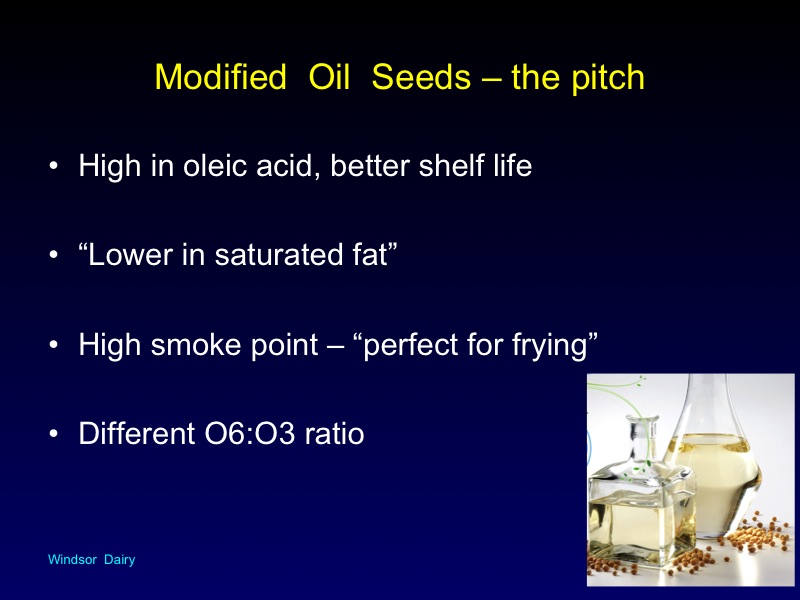 Modified Oil Seeds – the pitch
• High in oleic acid, better shelf life
• “Lower in saturated fat”
• High smoke point – “perfect for frying”
• Different O6:O3 ratio
Windsor Dairy